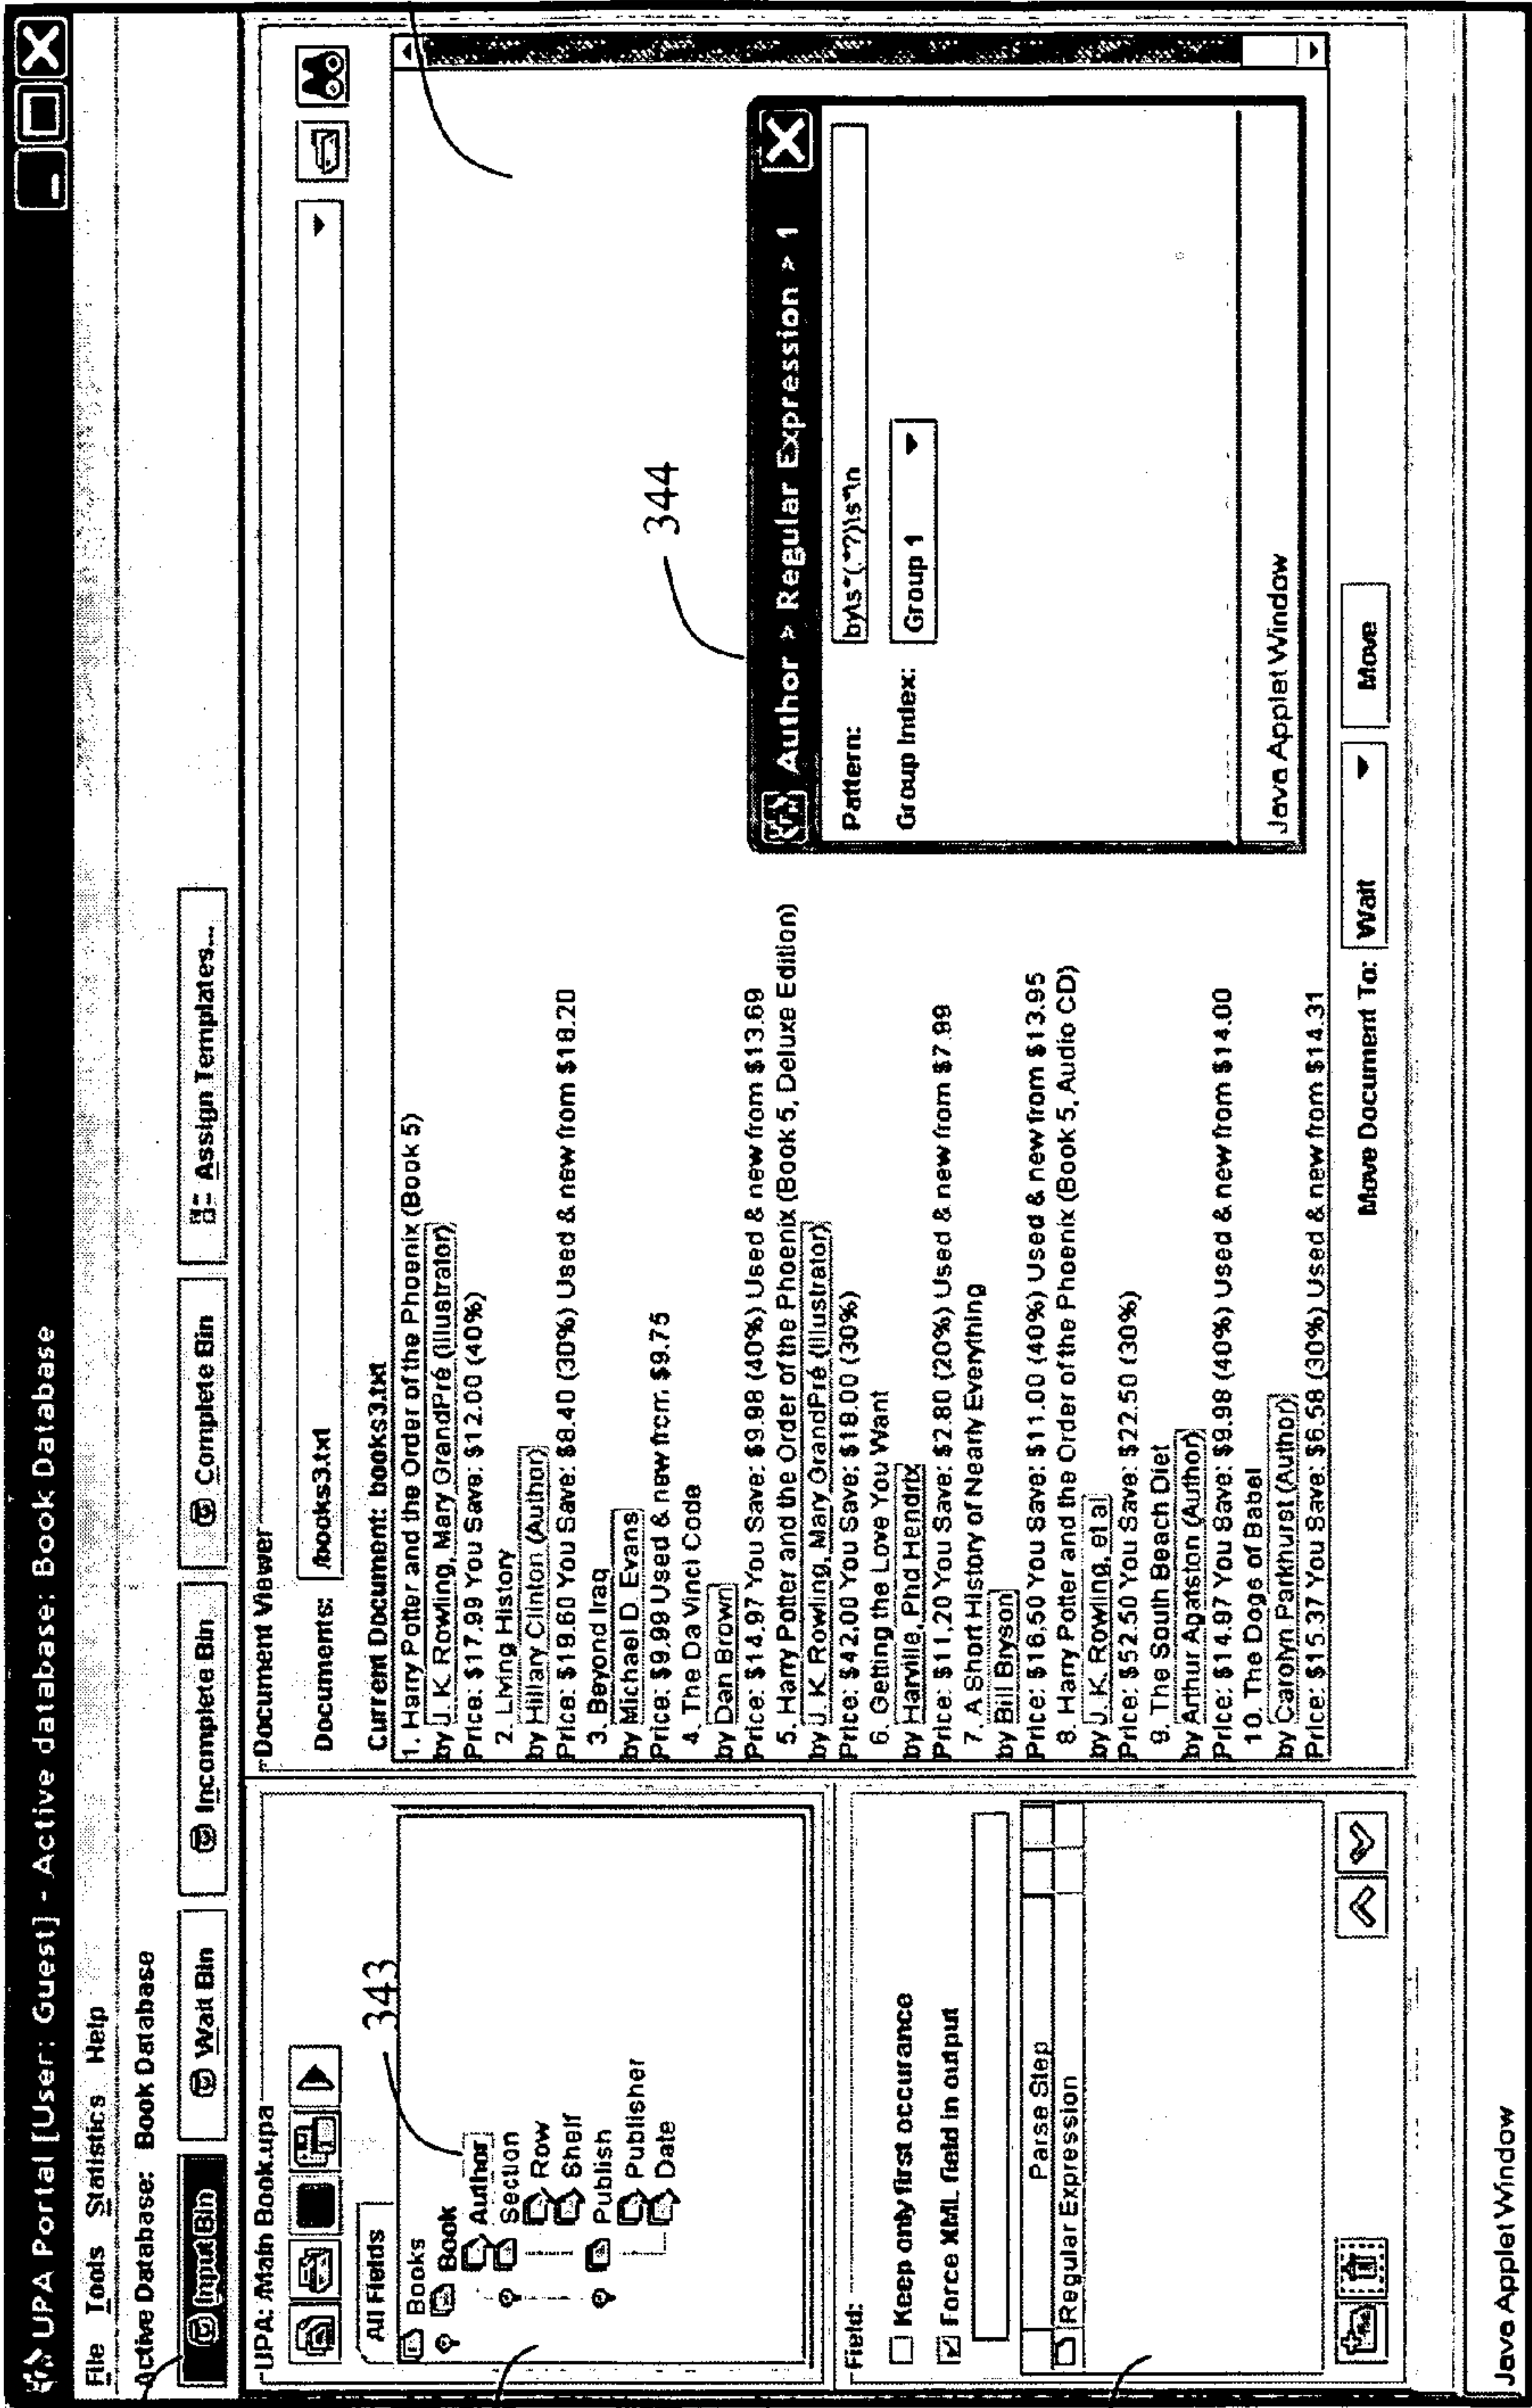 UPA Portal [User: Guest] - Active database: Book Database
File Tools Statistics Help
Active Database: Book Database
Input Bin
Wait Bin
Incomplete Bin
Complete Bin
Assign Templates...
UPA: /Main Book.upa
343
All Fields
Books
Book
Author
Section
Row
Shelf
Publish
Publisher
Date
Field:
Keep only first occurance
Force XML field in output
Parse Step
Regular Expression
Document Viewer
Documents: /books3.txt
Current Document: books3.txt
1. Harry Potter and the Order of the Phoenix (Book 5)
by J. K. Rowling, Mary GrandPré (Illustrator)
Price: $17.99 You Save: $12.00 (40%)
2. Living History
by Hillary Clinton (Author)
Price: $19.60 You Save: $8.40 (30%) Used & new from $18.20
3. Beyond Iraq
by Michael D. Evans
Price: $9.99 Used & new from $9.75
4. The Da Vinci Code
by Dan Brown
Price: $14.97 You Save: $9.98 (40%) Used & new from $13.69
5. Harry Potter and the Order of the Phoenix (Book 5, Deluxe Edition)
by J. K. Rowling, Mary GrandPré (Illustrator)
Price: $42.00 You Save: $18.00 (30%)
6. Getting the Love You Want
by Harville, Phd Hendrix
Price: $11.20 You Save: $2.80 (20%) Used & new from $7.99
7. A Short History of Nearly Everything
by Bill Bryson
Price: $16.50 You Save: $11.00 (40%) Used & new from $13.95
8. Harry Potter and the Order of the Phoenix (Book 5, Audio CD)
by J. K. Rowling, et al
Price: $52.50 You Save: $22.50 (30%)
9. The South Beach Diet
by Arthur Agatston (Author)
Price: $14.97 You Save: $9.98 (40%) Used & new from $14.00
10. The Dogs of Babel
by Carolyn Parkhurst (Author)
Price: $15.37 You Save: $6.58 (30%) Used & new from $14.31
344
Author > Regular Expression > 1
Pattern: by\s*(.*?)\s*\n
Group Index: Group 1
Java Applet Window
Move Document To: Wait Move
Java Applet Window